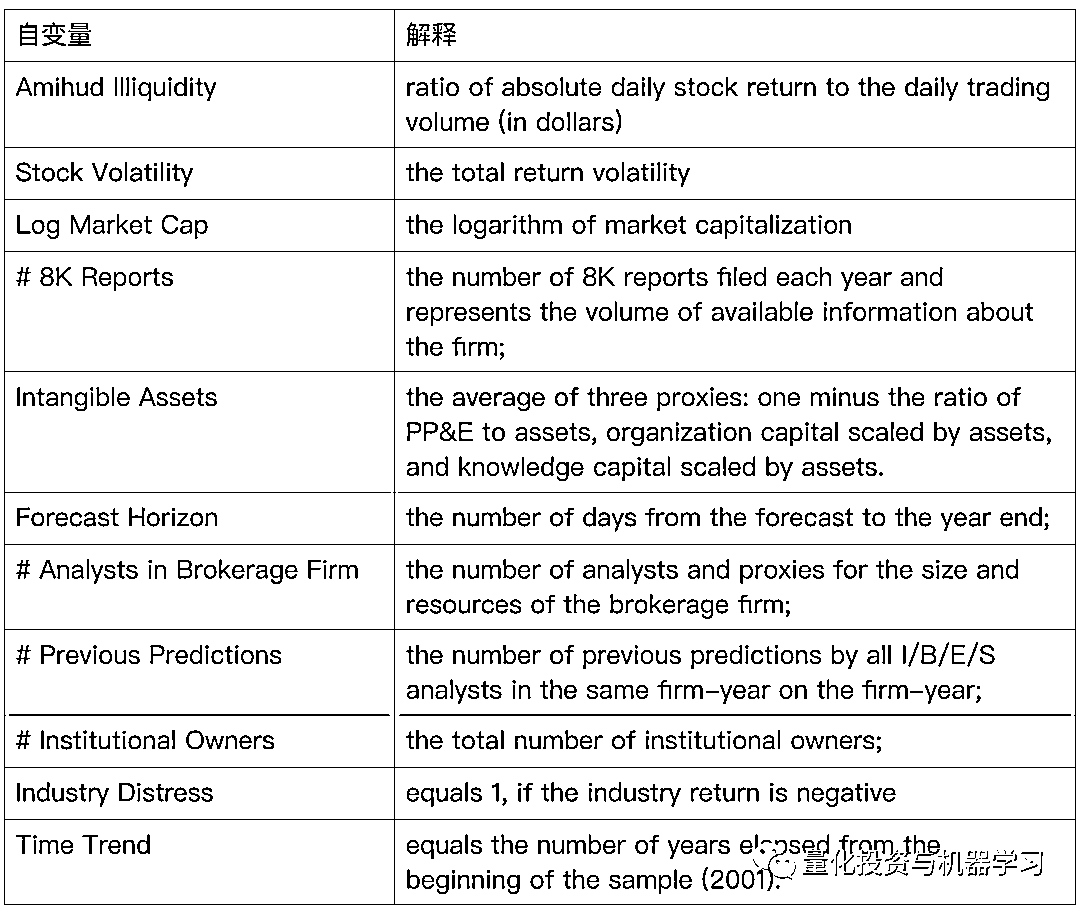 自变量
解释
Amihud Illiquidity
ratio of absolute daily stock return to the daily trading
volume (in dollars)
Stock Volatility
the total return volatility
Log Market Cap
the logarithm of market capitalization
# 8K Reports
the number of 8K reports filed each year and
represents the volume of available information about
the firm;
Intangible Assets
the average of three proxies: one minus the ratio of
PP&E to assets, organization capital scaled by assets,
and knowledge capital scaled by assets.
Forecast Horizon
the number of days from the forecast to the year end;
# Analysts in Brokerage Firm
the number of analysts and proxies for the size and
resources of the brokerage firm;
# Previous Predictions
the number of previous predictions by all I/B/E/S
analysts in the same firm–year on the firm–year;
# Institutional Owners
the total number of institutional owners;
Industry Distress
equals 1, if the industry return is negative
Time Trend
equals the number of years elapsed from the
beginning of the sample (2001).
量化投资与机器学习